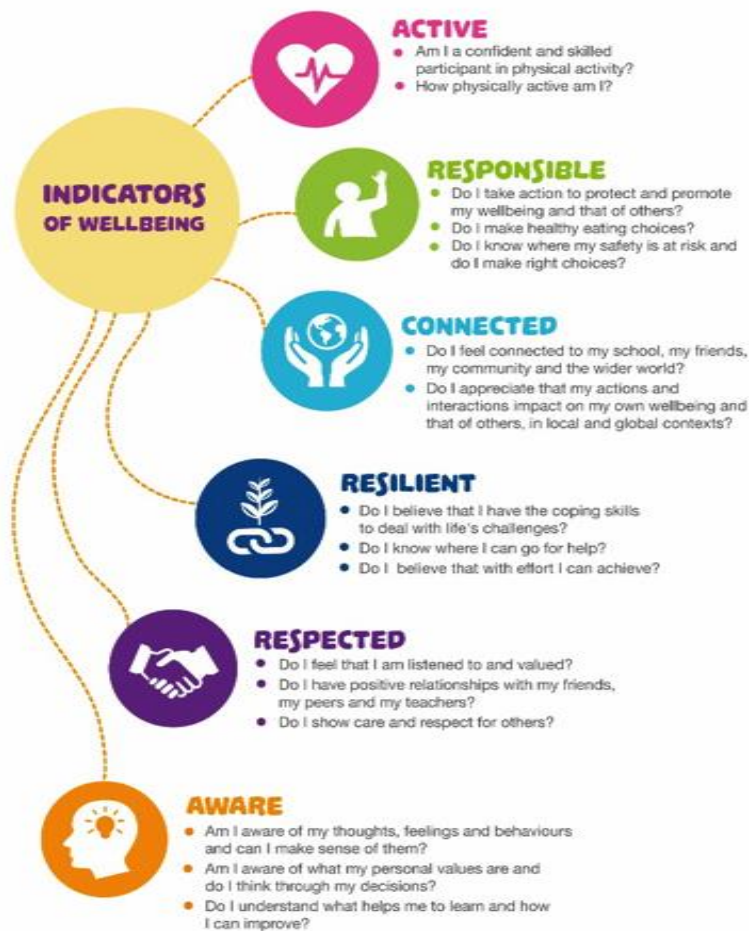 INDICATORS
OF WELLBEING
ACTIVE
• Am I a confident and skilled
participant in physical activity?
• How physically active am I?
RESPONSIBLE
• Do I take action to protect and promote
my wellbeing and that of others?
• Do I make healthy eating choices?
• Do I know where my safety is at risk and
do I make right choices?
CONNECTED
• Do I feel connected to my school, my friends,
my community and the wider world?
• Do I appreciate that my actions and
interactions impact on my own wellbeing and
that of others, in local and global contexts?
RESILIENT
• Do I believe that I have the coping skills
to deal with life's challenges?
• Do I know where I can go for help?
• Do I believe that with effort I can achieve?
RESPECTED
• Do I feel that I am listened to and valued?
• Do I have positive relationships with my friends,
my peers and my teachers?
• Do I show care and respect for others?
AWARE
• Am I aware of my thoughts, feelings and behaviours
and can I make sense of them?
• Am I aware of what my personal values are and
do I think through my decisions?
• Do I understand what helps me to learn and how
I can improve?